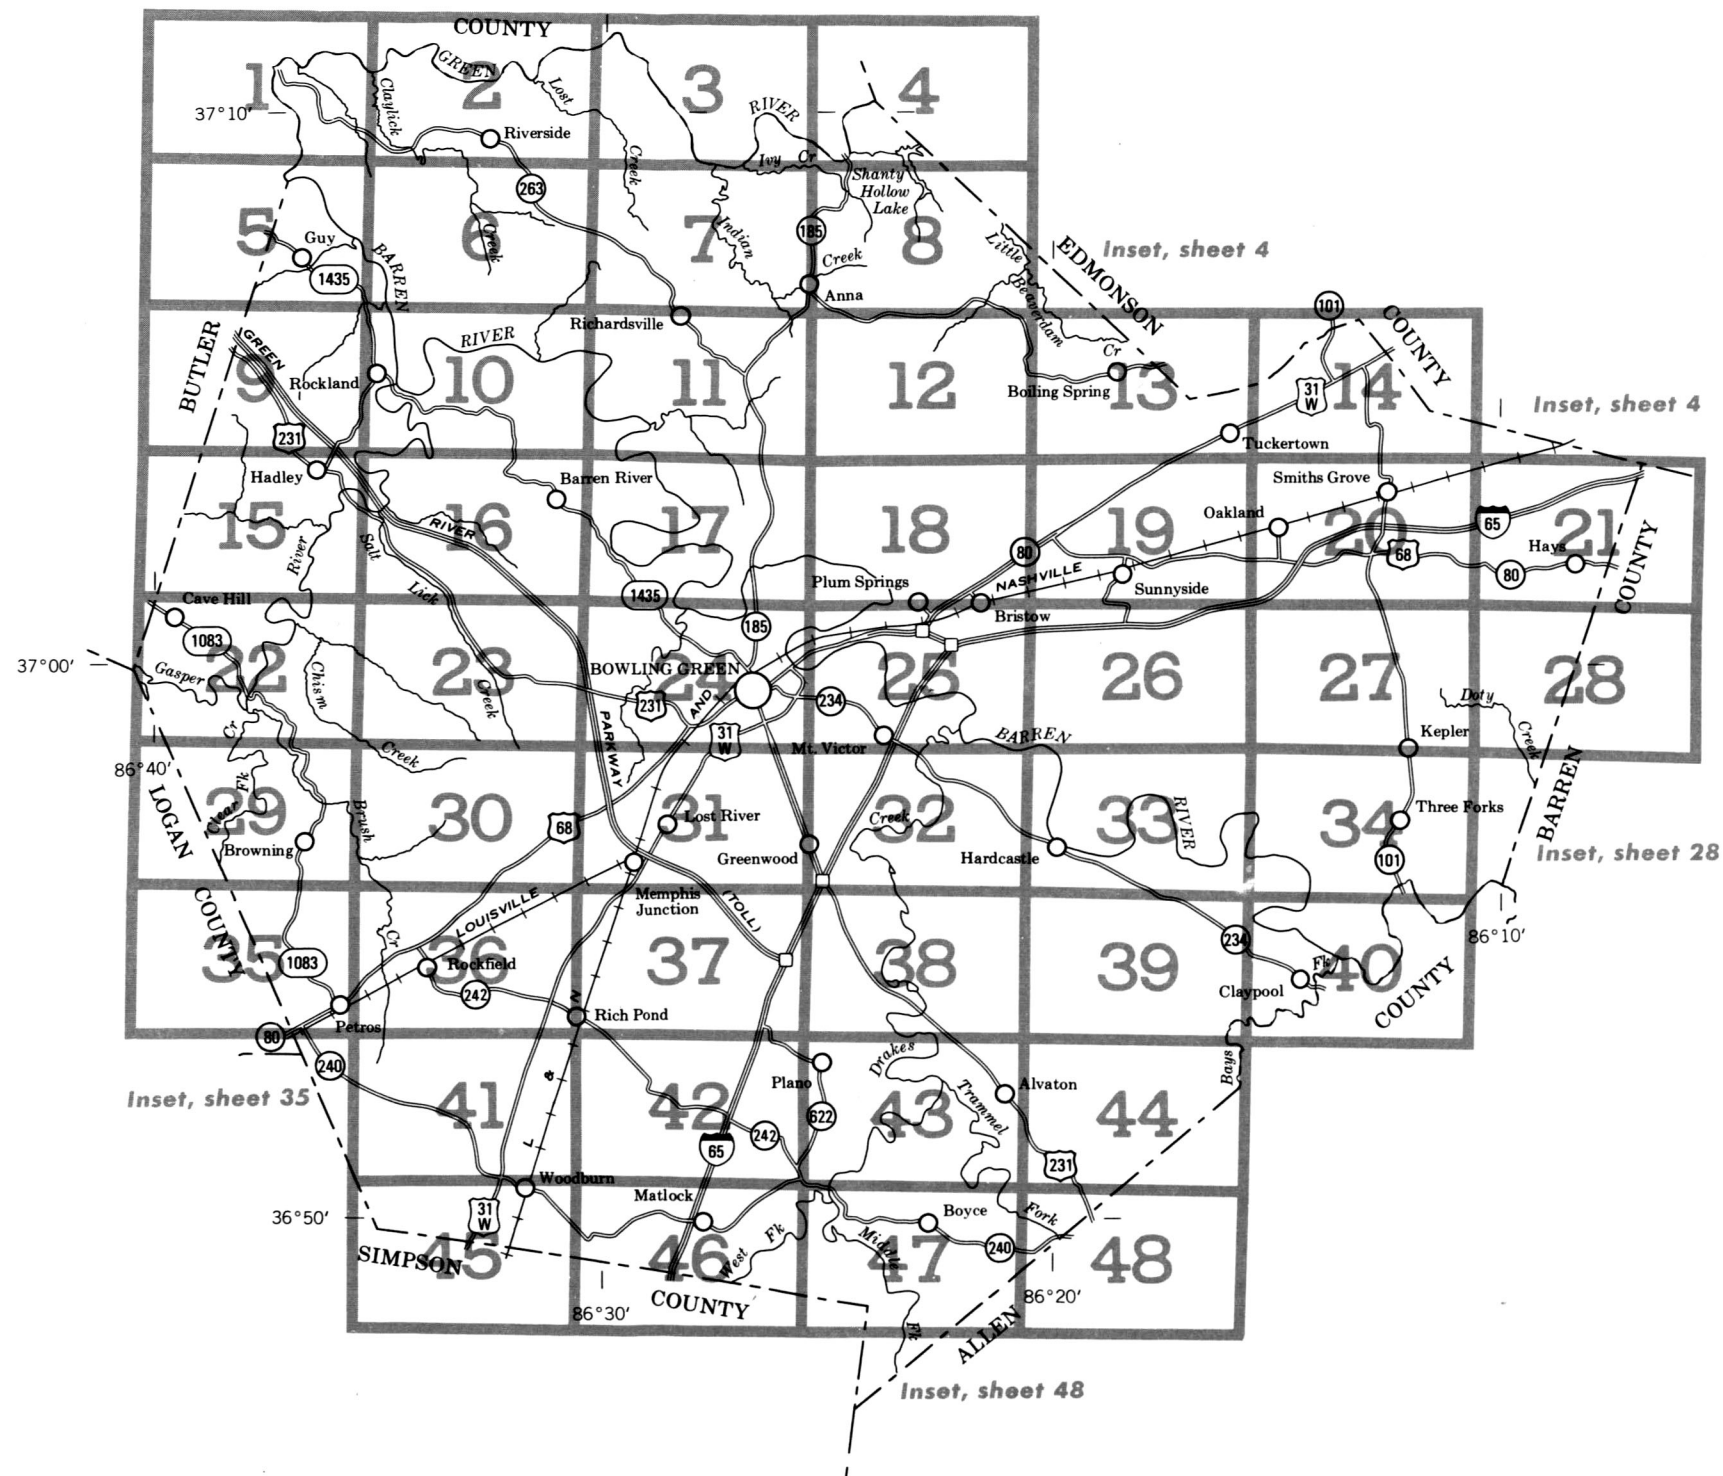 COUNTY
1
2
3
4
GREEN
Lost
Claylick
37°10′
RIVER
Riverside
Ivy Cr
Creek
263
Shanty
Hollow
Lake
5
6
7
8
Guy
Creek
Indian
185
Creek
Little
EDMONSON
Inset, sheet 4
1435
BARREN
Anna
Beaverdam
Richardsville
101
COUNTY
BUTLER
GREEN
RIVER
Cr
9
10
11
12
13
14
Rockland
Boiling Spring
31
W
Inset, sheet 4
231
Tuckertown
Hadley
Barren River
Smiths Grove
15
16
17
18
19
20
21
Oakland
River
Salt
RIVER
65
80
68
Hays
80
COUNTY
Lick
Plum Springs
NASHVILLE
Sunnyside
1435
Cave Hill
185
Bristow
1083
37°00′
22
23
24
25
26
27
28
Gasper
Chism
BOWLING GREEN
Creek
231
AND
234
Doty
Cr
PARKWAY
31
W
Mt. Victor
BARREN
Kepler
Creek
Creek
86°40′
LOGAN
Fk
Clear
BARREN
29
30
31
32
33
34
Brush
68
Lost River
Creek
RIVER
Three Forks
Browning
Greenwood
Hardcastle
101
Inset, sheet 28
COUNTY
LOUISVILLE
Memphis
Junction
(TOLL)
86°10′
35
36
37
38
39
40
Cr
1083
Rockfield
234
Fk
242
Claypool
COUNTY
N
Rich Pond
Petros
80
240
Drakes
Bays
Inset, sheet 35
Plano
Alvaton
41
42
43
44
&
Trammel
622
L
65
242
231
Woodburn
Matlock
36°50′
31
W
Boyce
Fork
Fk
Middle
240
SIMPSON
West
45
46
47
48
COUNTY
86°30′
86°20′
Fk
ALLEN
Inset, sheet 48